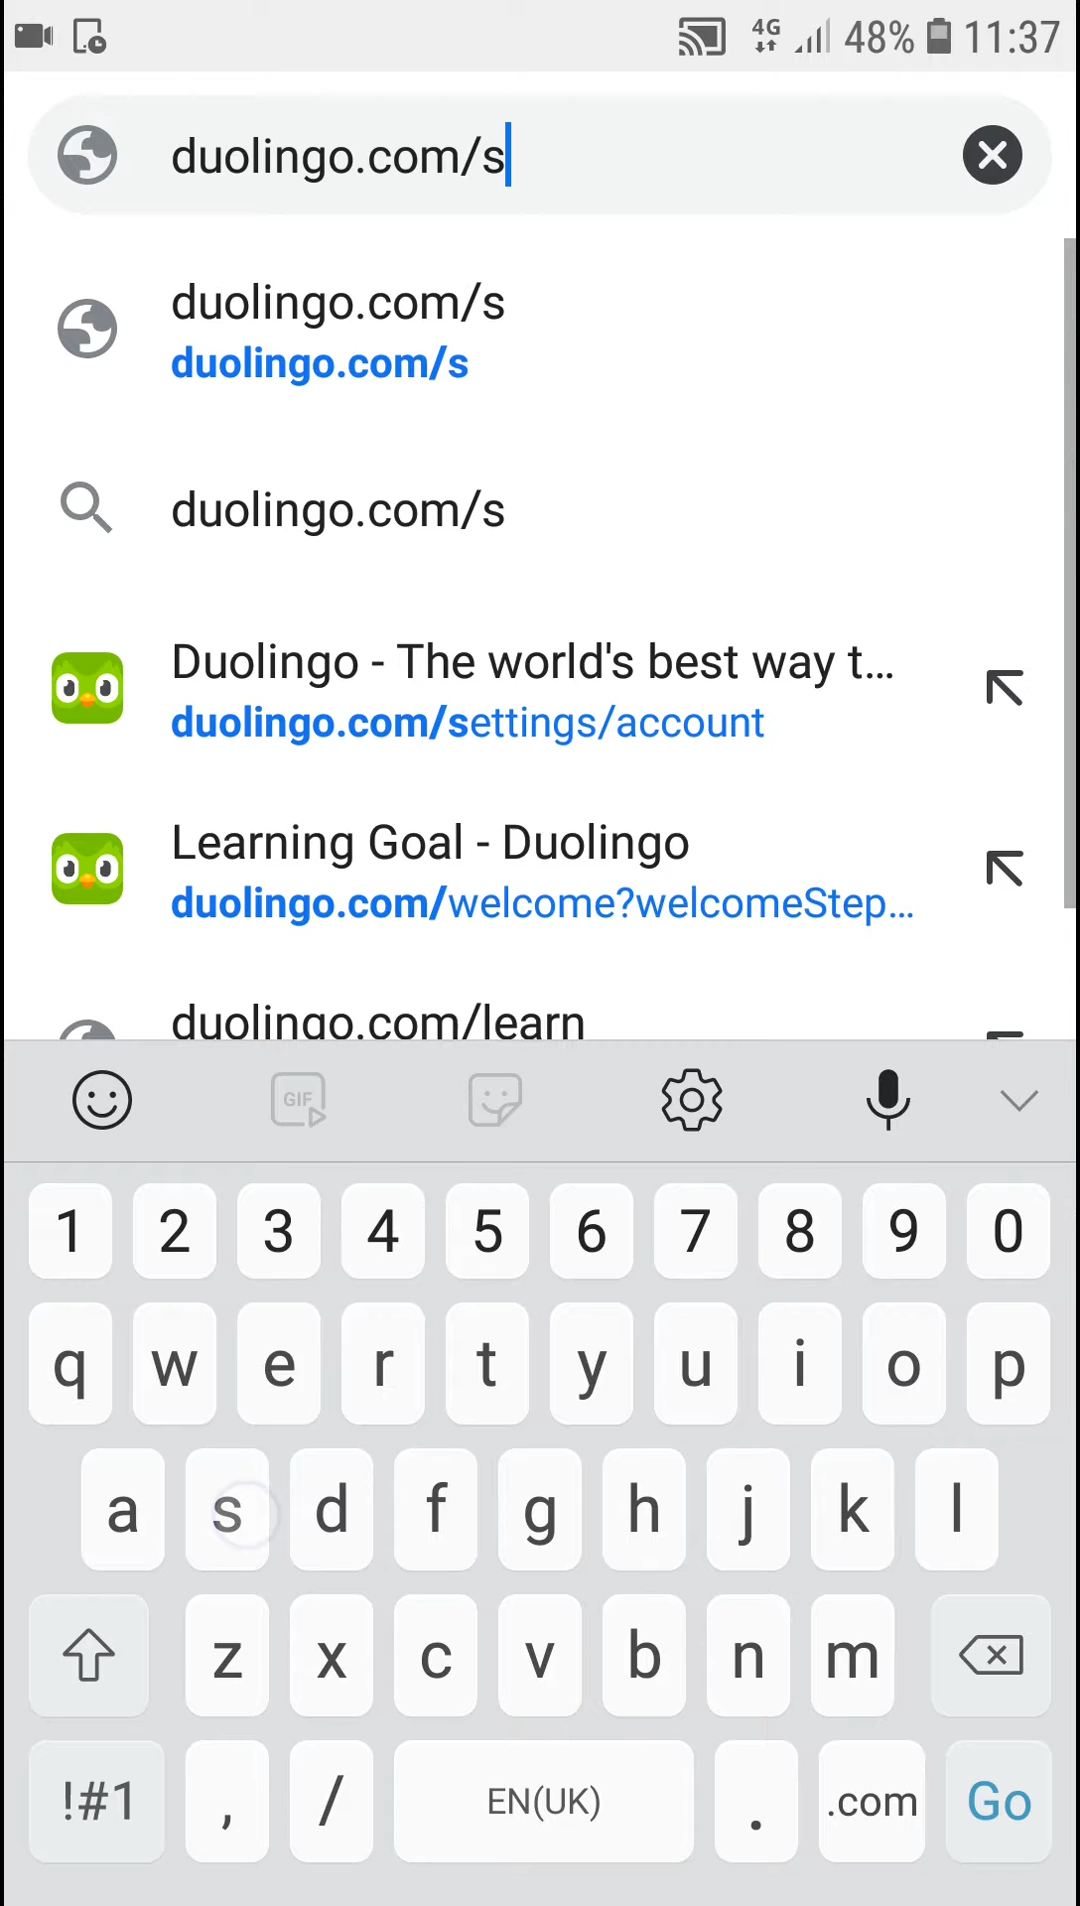 4G 48% 11:37
duolingo.com/s
duolingo.com/s
duolingo.com/s
duolingo.com/s
Duolingo - The world's best way t...
duolingo.com/settings/account
Learning Goal - Duolingo
duolingo.com/welcome?welcomeStep...
duolingo.com/learn
GIF
1 2 3 4 5 6 7 8 9 0
q w e r t y u i o p
a s d f g h j k l
z x c v b n m
!#1 , / EN(UK) . .com Go